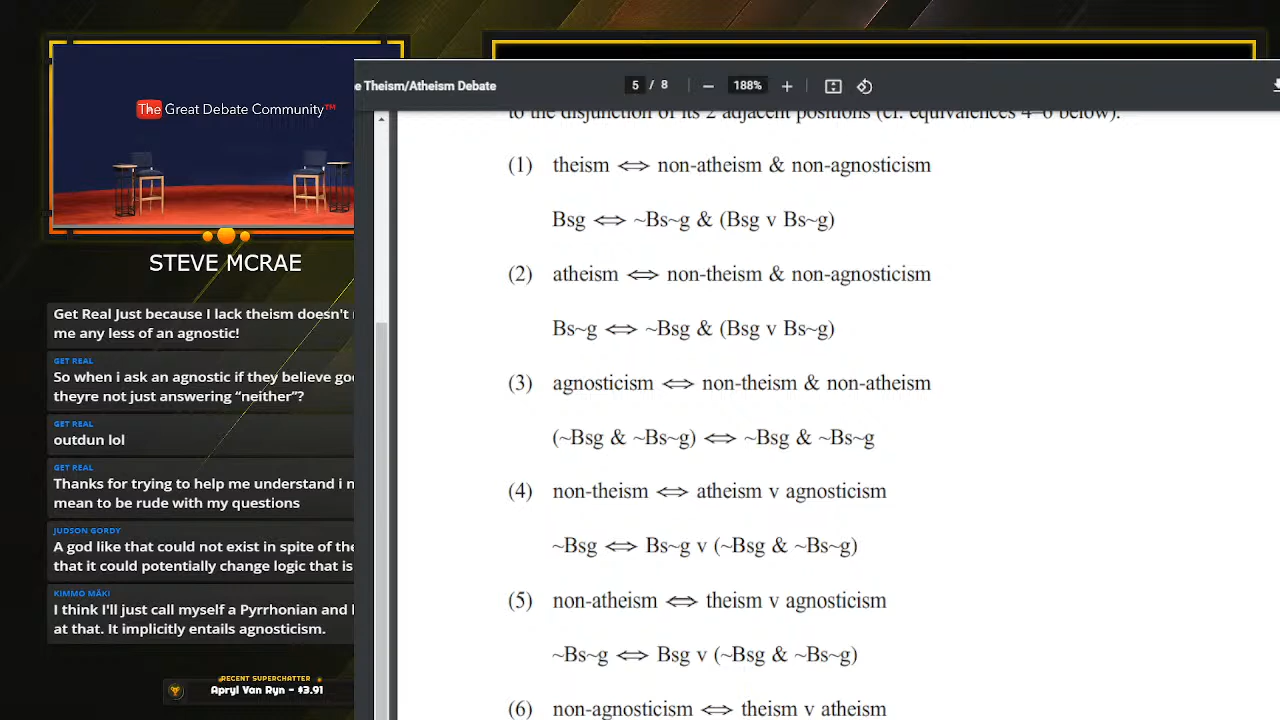 The Great Debate Community™
STEVE MCRAE
Get Real Just because I lack theism doesn't
me any less of an agnostic!
GET REAL
So when i ask an agnostic if they believe
theyre not just answering “neither”?
GET REAL
outdun lol
GET REAL
Thanks for trying to help me understand i
mean to be rude with my questions
JUDSON GORDY
A god like that could not exist in spite of the
that it could potentially change logic that is
KIMMO MÄKI
I think I'll just call myself a Pyrrhonian and
at that. It implicitly entails agnosticism.
RECENT SUPERCHATTER
Apryl Van Ryn - $3.91
e Theism/Atheism Debate
5 / 8
188%
to the disjunction of its 2 adjacent positions (cf. equivalences 4–6 below).
(1) theism ⇔ non-atheism & non-agnosticism
Bsg ⇔ ~Bs~g & (Bsg v Bs~g)
(2) atheism ⇔ non-theism & non-agnosticism
Bs~g ⇔ ~Bsg & (Bsg v Bs~g)
(3) agnosticism ⇔ non-theism & non-atheism
(~Bsg & ~Bs~g) ⇔ ~Bsg & ~Bs~g
(4) non-theism ⇔ atheism v agnosticism
~Bsg ⇔ Bs~g v (~Bsg & ~Bs~g)
(5) non-atheism ⇔ theism v agnosticism
~Bs~g ⇔ Bsg v (~Bsg & ~Bs~g)
(6) non-agnosticism ⇔ theism v atheism